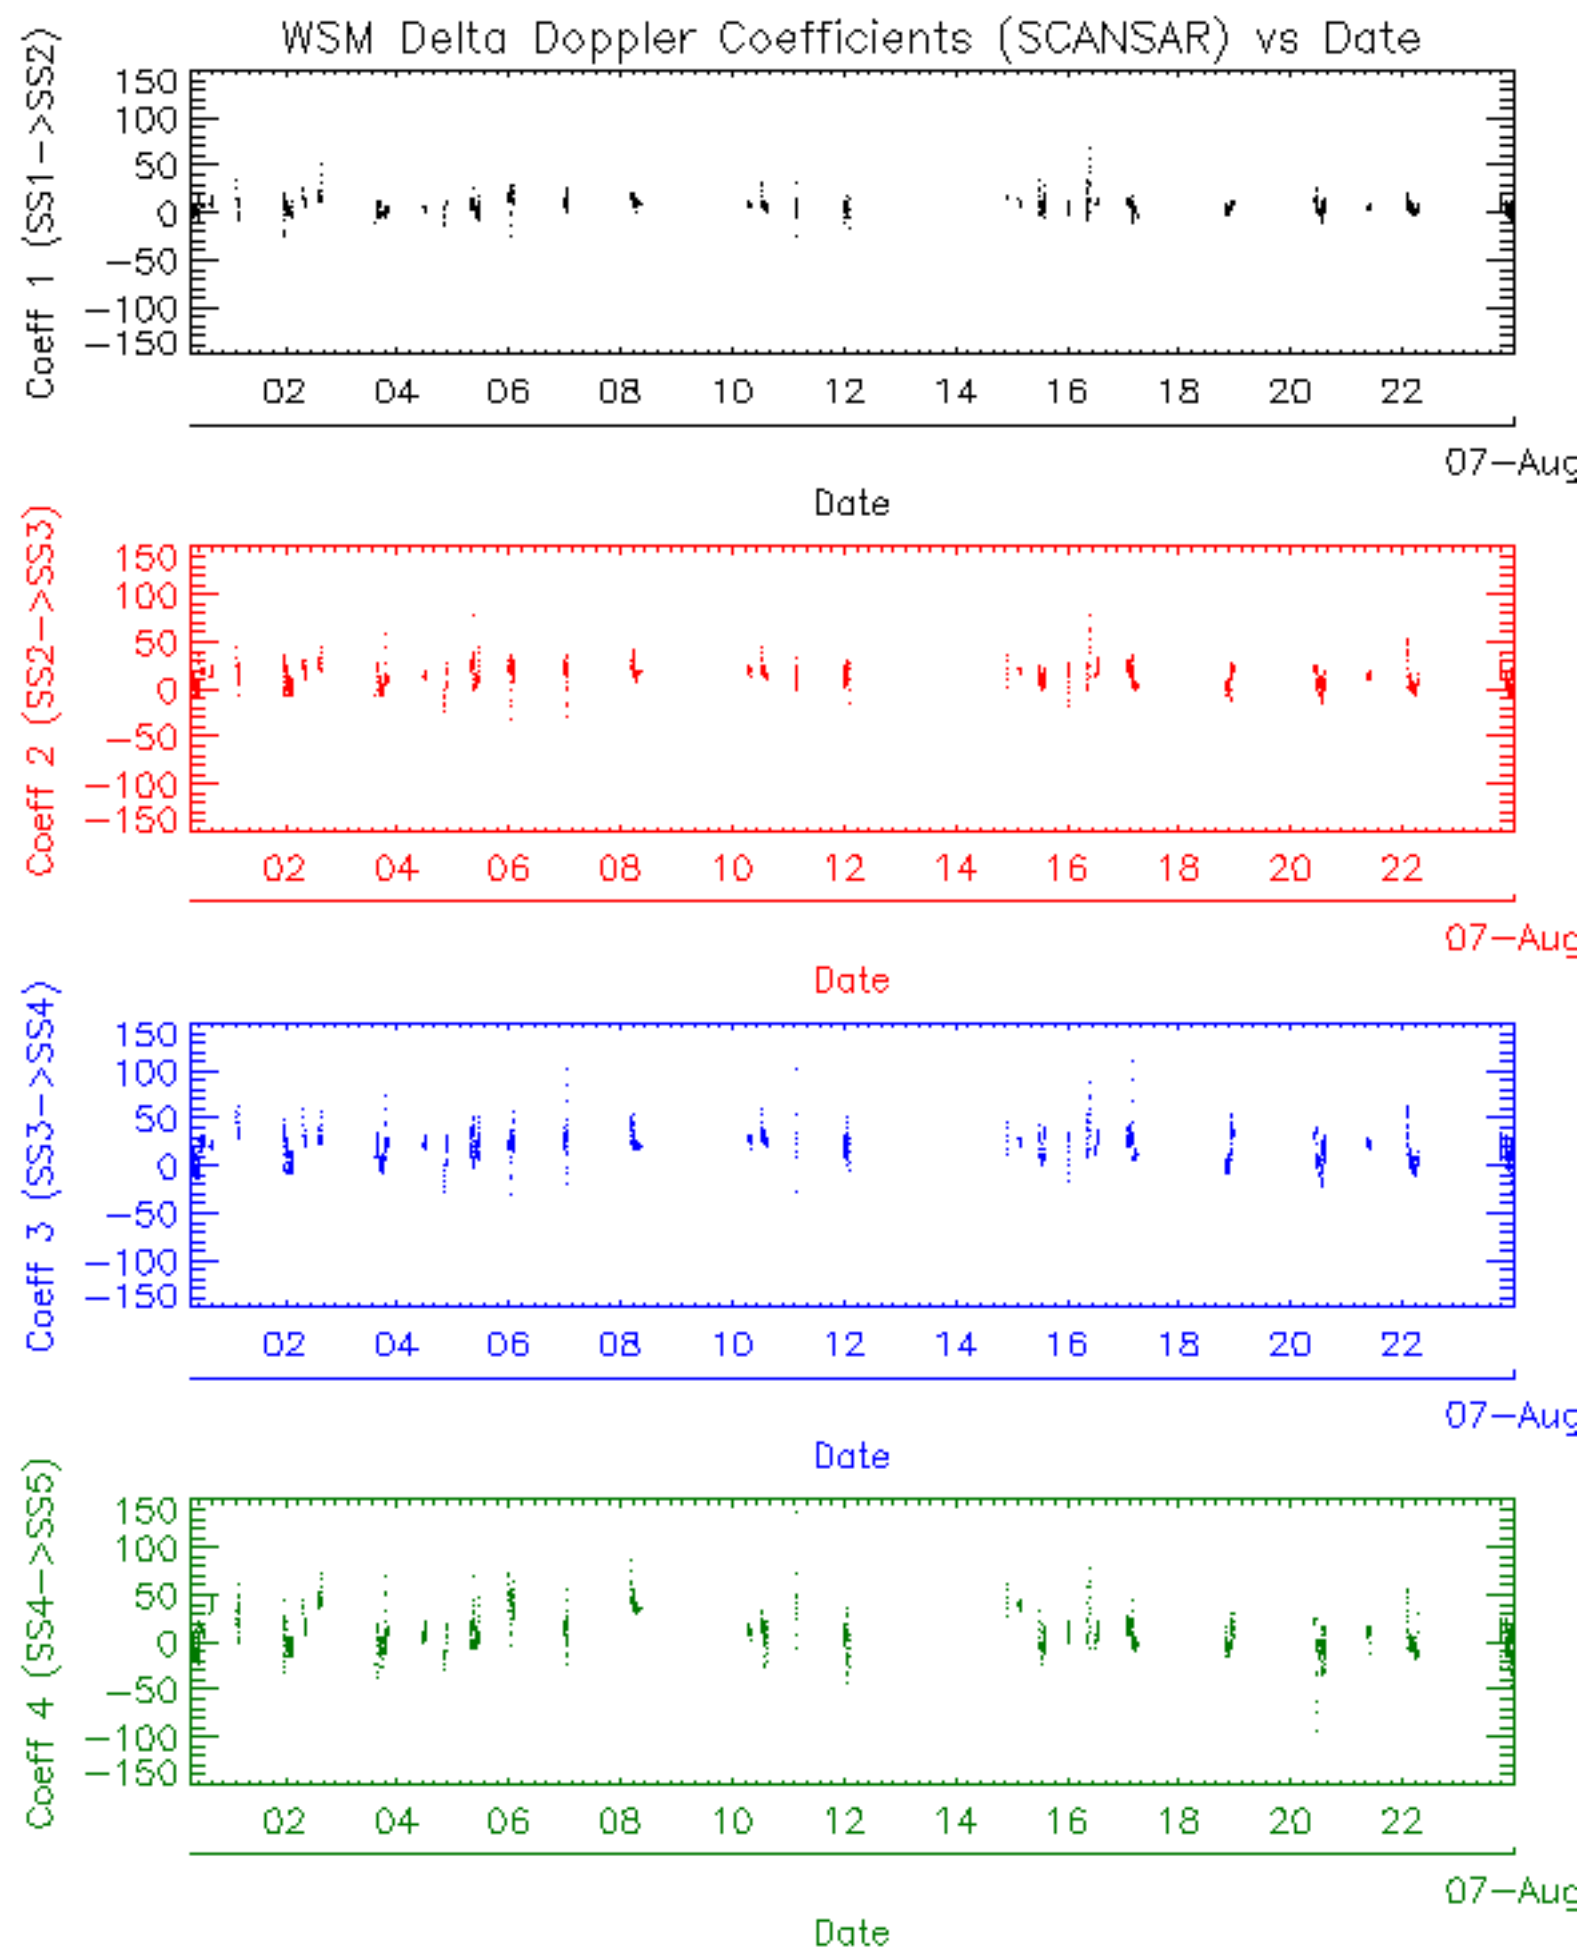 WSM Delta Doppler Coefficients (SCANSAR) vs Date
Coeff 1 (SS1->SS2)
150
100
50
0
-50
-100
-150
02 04 06 08 10 12 14 16 18 20 22
07-Aug
Date
Coeff 2 (SS2->SS3)
150
100
50
0
-50
-100
-150
02 04 06 08 10 12 14 16 18 20 22
07-Aug
Date
Coeff 3 (SS3->SS4)
150
100
50
0
-50
-100
-150
02 04 06 08 10 12 14 16 18 20 22
07-Aug
Date
Coeff 4 (SS4->SS5)
150
100
50
0
-50
-100
-150
02 04 06 08 10 12 14 16 18 20 22
07-Aug
Date